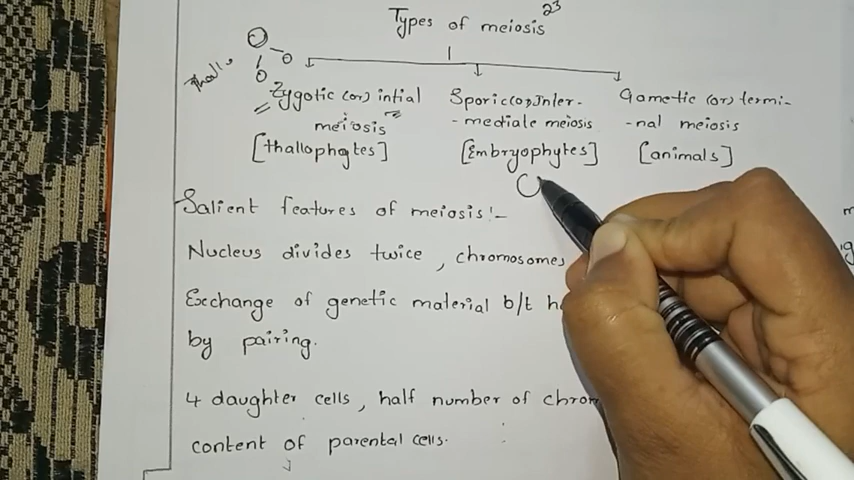 Types of meiosis 23
Thallo
Zygotic (or) intial meiosis
[thallophytes]
Sporic (or) Inter-
-mediate meiosis
[Embryophytes]
Gametic (or) termi-
-nal meiosis
[animals]
Salient features of meiosis:-
Nucleus divides twice, chromosomes
Exchange of genetic material b/t
by pairing.
4 daughter cells, half number of chrom
content of parental cells.